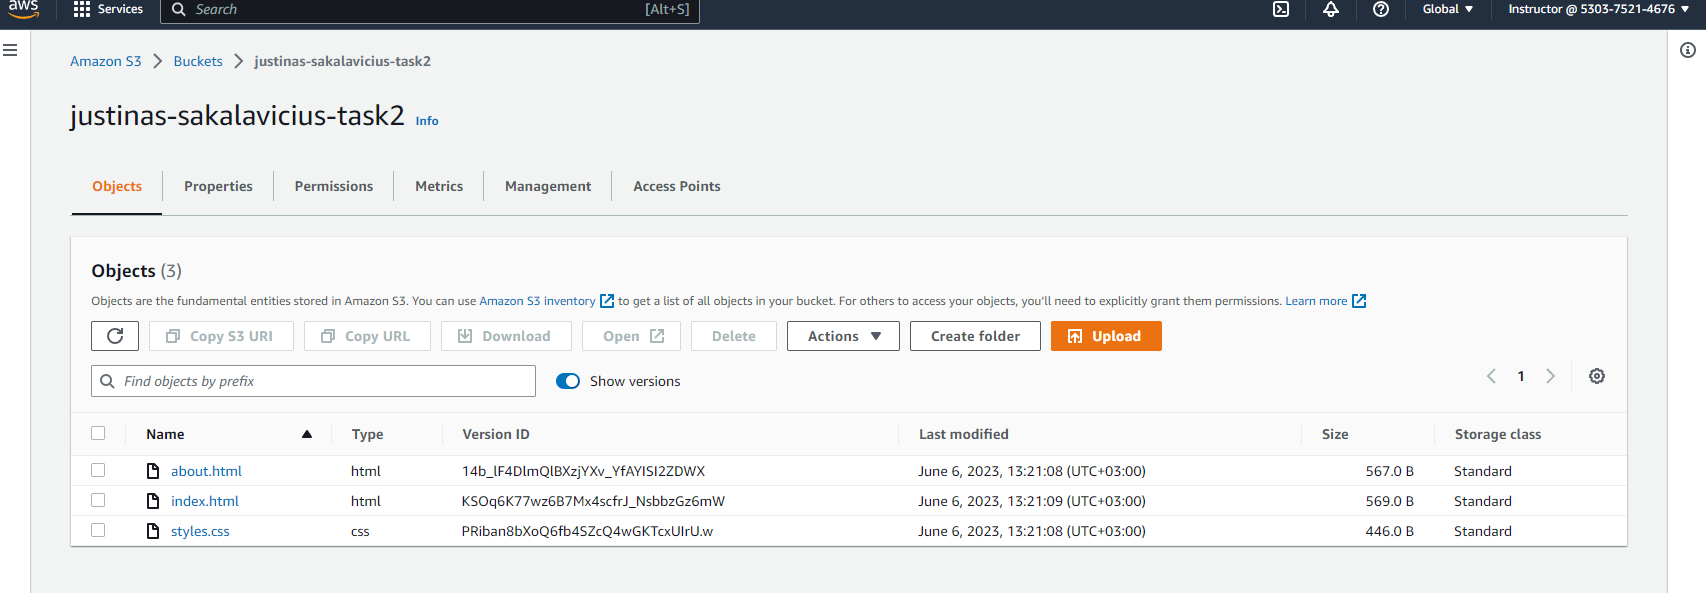 aws Services Search [Alt+S] Global Instructor @ 5303-7521-4676
Amazon S3 > Buckets > justinas-sakalavicius-task2
justinas-sakalavicius-task2 Info
Objects Properties Permissions Metrics Management Access Points
Objects (3)
Objects are the fundamental entities stored in Amazon S3. You can use Amazon S3 inventory to get a list of all objects in your bucket. For others to access your objects, you'll need to explicitly grant them permissions. Learn more
Copy S3 URI Copy URL Download Open Delete Actions Create folder Upload
Find objects by prefix Show versions 1
Name Type Version ID Last modified Size Storage class
about.html html 14b_lF4DlmQlBXzjYXv_YfAYISI2ZDWX June 6, 2023, 13:21:08 (UTC+03:00) 567.0 B Standard
index.html html KSOq6K77wz6B7Mx4scfrJ_NsbbzGz6mW June 6, 2023, 13:21:09 (UTC+03:00) 569.0 B Standard
styles.css css PRiban8bXoQ6fb4SZcQ4wGKTcxUIrU.w June 6, 2023, 13:21:08 (UTC+03:00) 446.0 B Standard